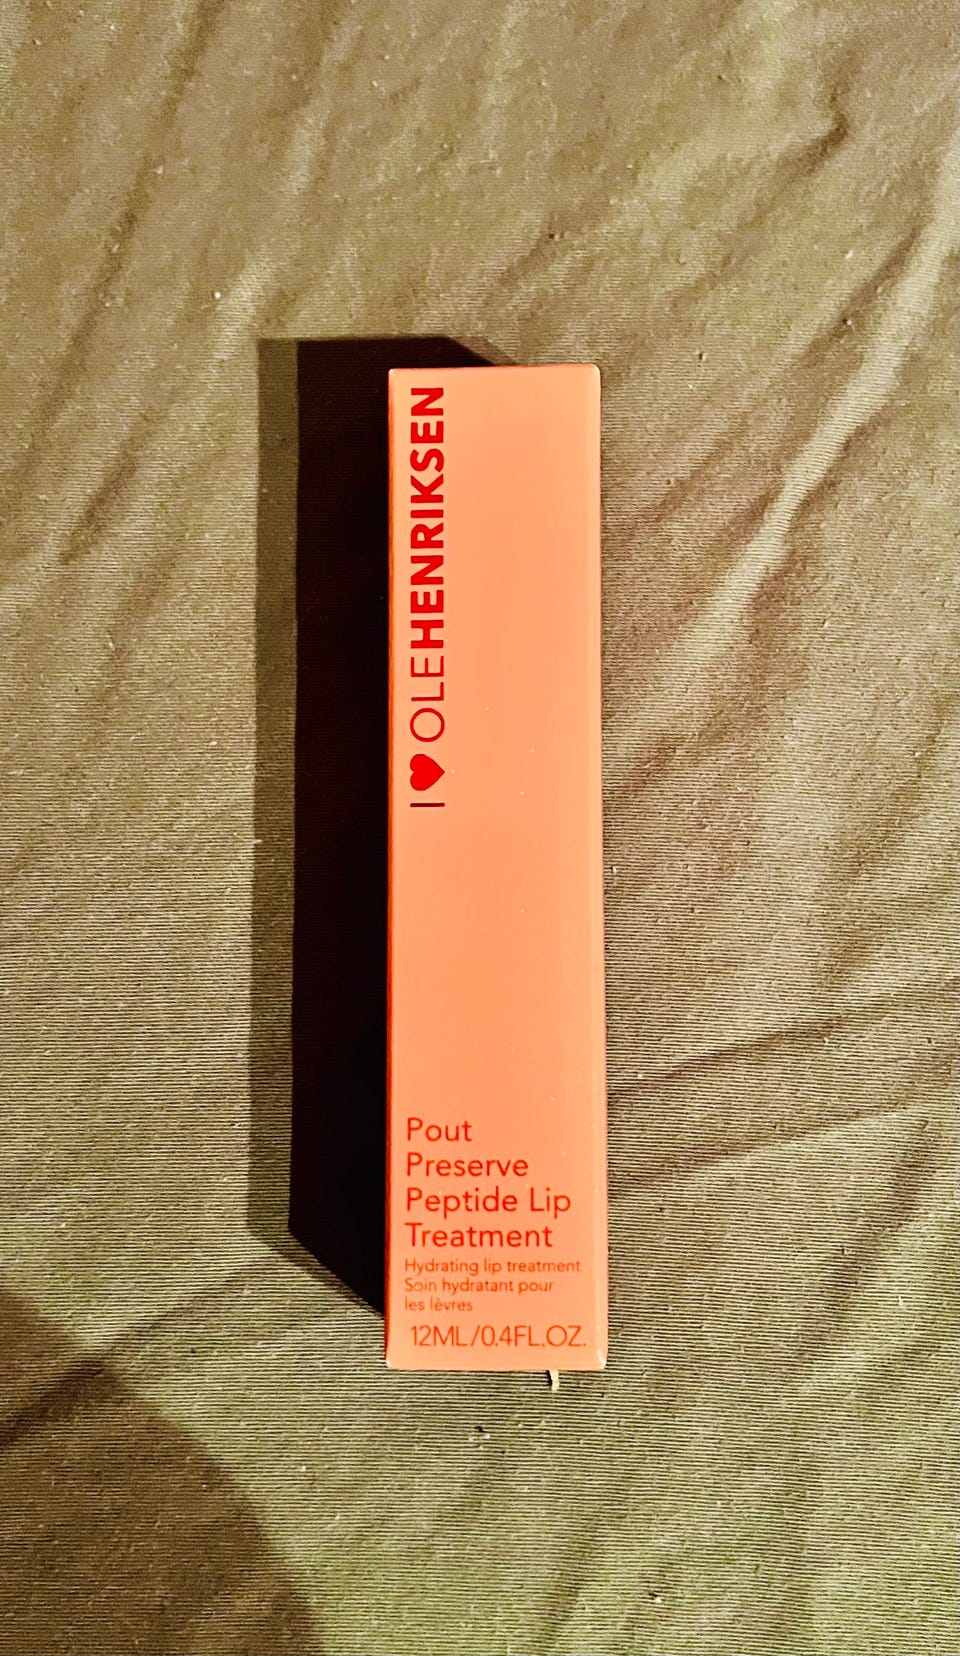 I ♥ OLEHENRIKSEN
Pout
Preserve
Peptide Lip
Treatment
Hydrating lip treatment
Soin hydratant pour
les lèvres
12ML/0.4FL.OZ.